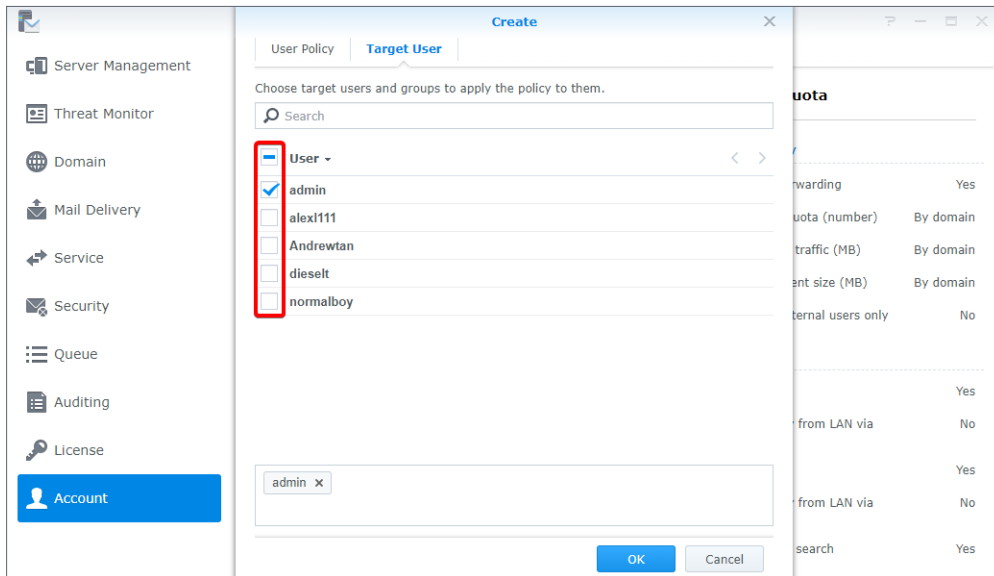 Create
User Policy
Target User
Choose target users and groups to apply the policy to them.
Search
User
admin
alexl111
Andrewtan
dieselt
normalboy
admin
OK
Cancel
Server Management
Threat Monitor
Domain
Mail Delivery
Service
Security
Queue
Auditing
License
Account
uota
rwarding Yes
uota (number) By domain
traffic (MB) By domain
ent size (MB) By domain
ternal users only No
Yes
from LAN via No
Yes
from LAN via No
search Yes